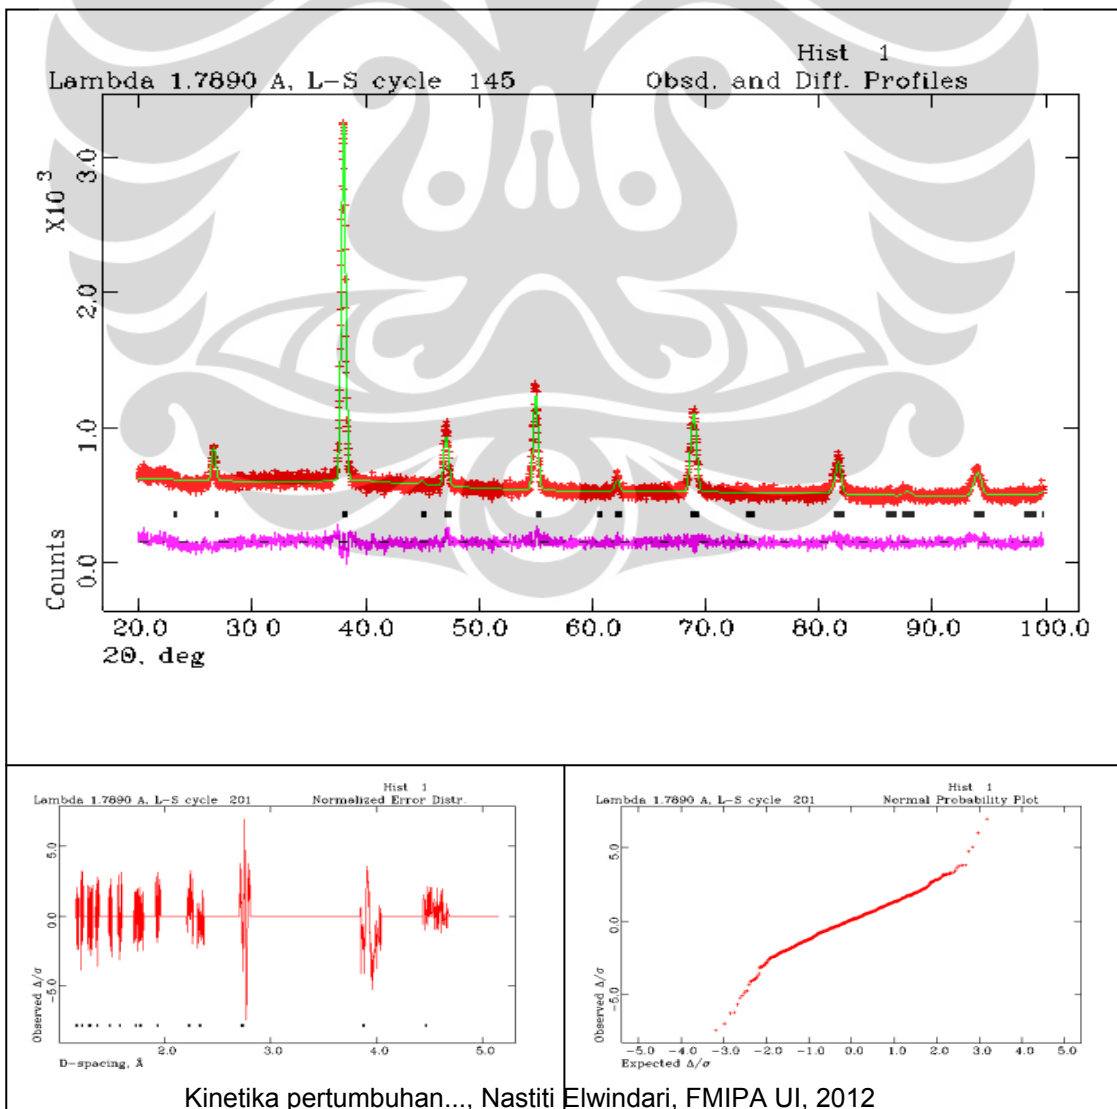 Hist 1
Lambda 1.7890 A, L-S cycle 145 Obsd. and Diff. Profiles
X10 3
Counts
3.0
2.0
1.0
0.0
20.0 30.0 40.0 50.0 60.0 70.0 80.0 90.0 100.0
2Θ, deg
Hist 1
Lambda 1.7890 A, L-S cycle 201 Normalized Error Distr.
Observed Δ/σ
5.0
0.0
-5.0
2.0 3.0 4.0 5.0
D-spacing, Å
Hist 1
Lambda 1.7890 A, L-S cycle 201 Normal Probability Plot
Observed Δ/σ
5.0
0.0
-5.0
-5.0 -4.0 -3.0 -2.0 -1.0 0.0 1.0 2.0 3.0 4.0 5.0
Expected Δ/σ
Kinetika pertumbuhan..., Nastiti Elwindari, FMIPA UI, 2012